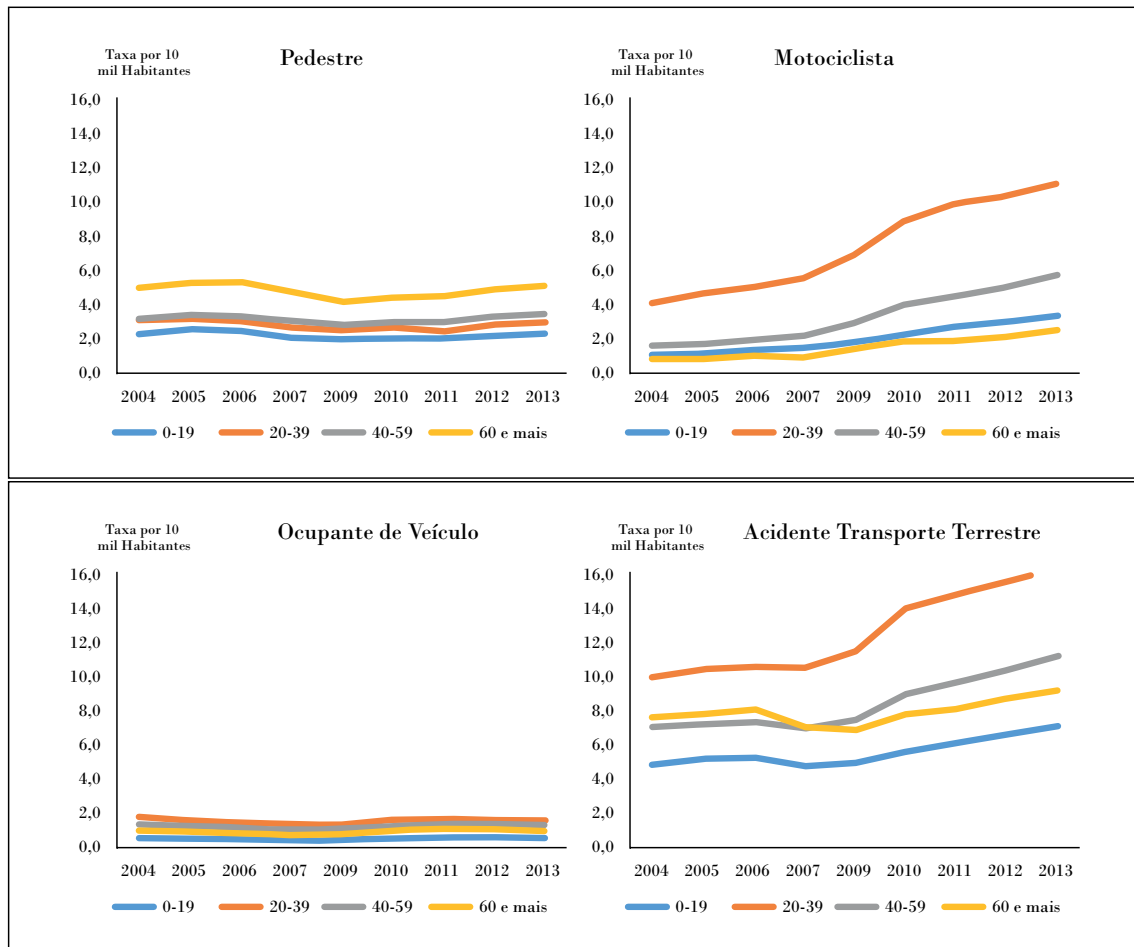 Taxa por 10
mil Habitantes
Pedestre
16,0
14,0
12,0
10,0
8,0
6,0
4,0
2,0
0,0
2004 2005 2006 2007 2009 2010 2011 2012 2013
0-19 20-39 40-59 60 e mais
Taxa por 10
mil Habitantes
Motociclista
16,0
14,0
12,0
10,0
8,0
6,0
4,0
2,0
0,0
2004 2005 2006 2007 2009 2010 2011 2012 2013
0-19 20-39 40-59 60 e mais
Taxa por 10
mil Habitantes
Ocupante de Veículo
16,0
14,0
12,0
10,0
8,0
6,0
4,0
2,0
0,0
2004 2005 2006 2007 2009 2010 2011 2012 2013
0-19 20-39 40-59 60 e mais
Taxa por 10
mil Habitantes
Acidente Transporte Terrestre
16,0
14,0
12,0
10,0
8,0
6,0
4,0
2,0
0,0
2004 2005 2006 2007 2009 2010 2011 2012 2013
0-19 20-39 40-59 60 e mais